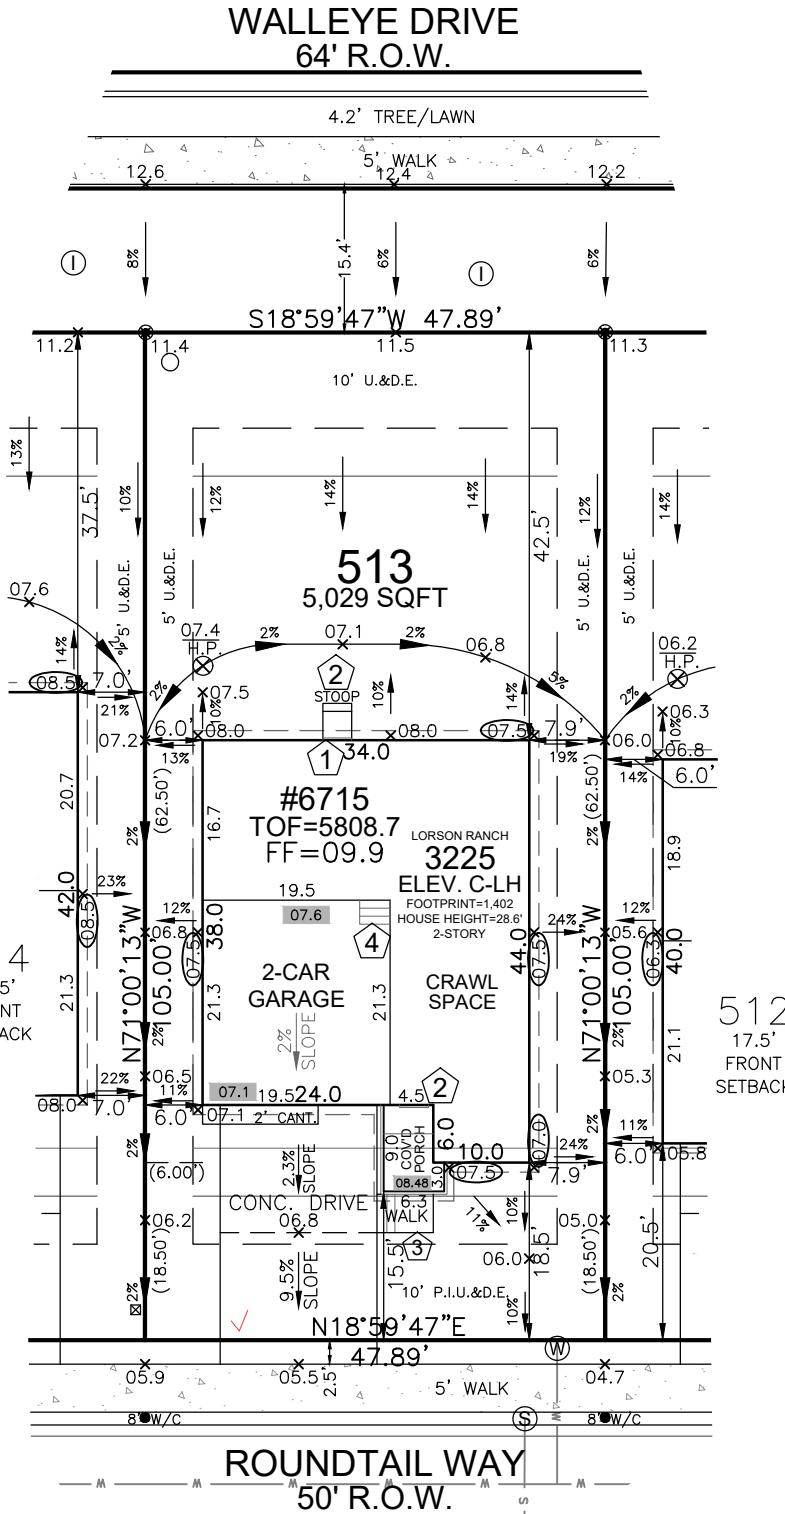 WALLEYE DRIVE
64' R.O.W.
4.2' TREE/LAWN
5' WALK
12.6 12.4 12.2
8% 15.4' 6% 6%
I I
S18°59'47"W 47.89'
11.2 11.4 11.5 11.3
10' U.&D.E.
13% 37.5' 10% 12% 14% 14% 42.5' 12% 14%
5' U.&D.E. 5' U.&D.E. 5' U.&D.E. 5' U.&D.E.
513
5,029 SQFT
07.6 07.4 H.P. 2% 07.1 2% 06.8 06.2 H.P.
2% 14% 2% 5% 2%
08.5 7.0' 07.5 10% 2 STOOP 10% 14% 06.3
21% 10%
07.2 6.0' 08.0 08.0 07.5 7.9' 06.0 06.8
13% 1 34.0 19% 14% 6.0'
20.7 (62.50') 16.7 (62.50') 18.9
2% 2%
#6715
TOF=5808.7
FF=09.9
LORSON RANCH
3225
ELEV. C-LH
FOOTPRINT=1,402
HOUSE HEIGHT=28.6'
2-STORY
19.5
07.6
23% 12% 24% 12%
42.0 08.5 06.8 07.5 38.0 4 44.0 07.5 05.6 06.3 40.0
N71°00'13"W 105.00' N71°00'13"W 105.00'
4
5'
NT
ACK
2-CAR
GARAGE
CRAWL
SPACE
21.3 21.3 21.3 21.1
2% SLOPE
2% 2%
512
17.5'
FRONT
SETBACK
22% 06.5 11% 07.1 19.5 24.0 4.5 2 05.3
08.0 7.0' 6.0' 07.1 2' CANT.
2% 2%
9.0 COV'D PORCH 6.0 10.0 07.0 24% 11%
(6.00') 2.3% SLOPE 08.48 3.0 07.5 7.9' 6.0' 05.8
CONC. DRIVE 6.3
WALK 11% 10%
06.2 06.8 3 05.0
(18.50') 9.5% SLOPE 15.5' 06.0 18.5' (18.50') 20.5'
2% 10' P.I.U.&D.E. 10% 2%
N18°59'47"E
47.89'
W
05.9 05.5 2.5' 04.7
5' WALK
8' W/C S W 8' W/C
ROUNDTAIL WAY
W W W W W
50' R.O.W.
S